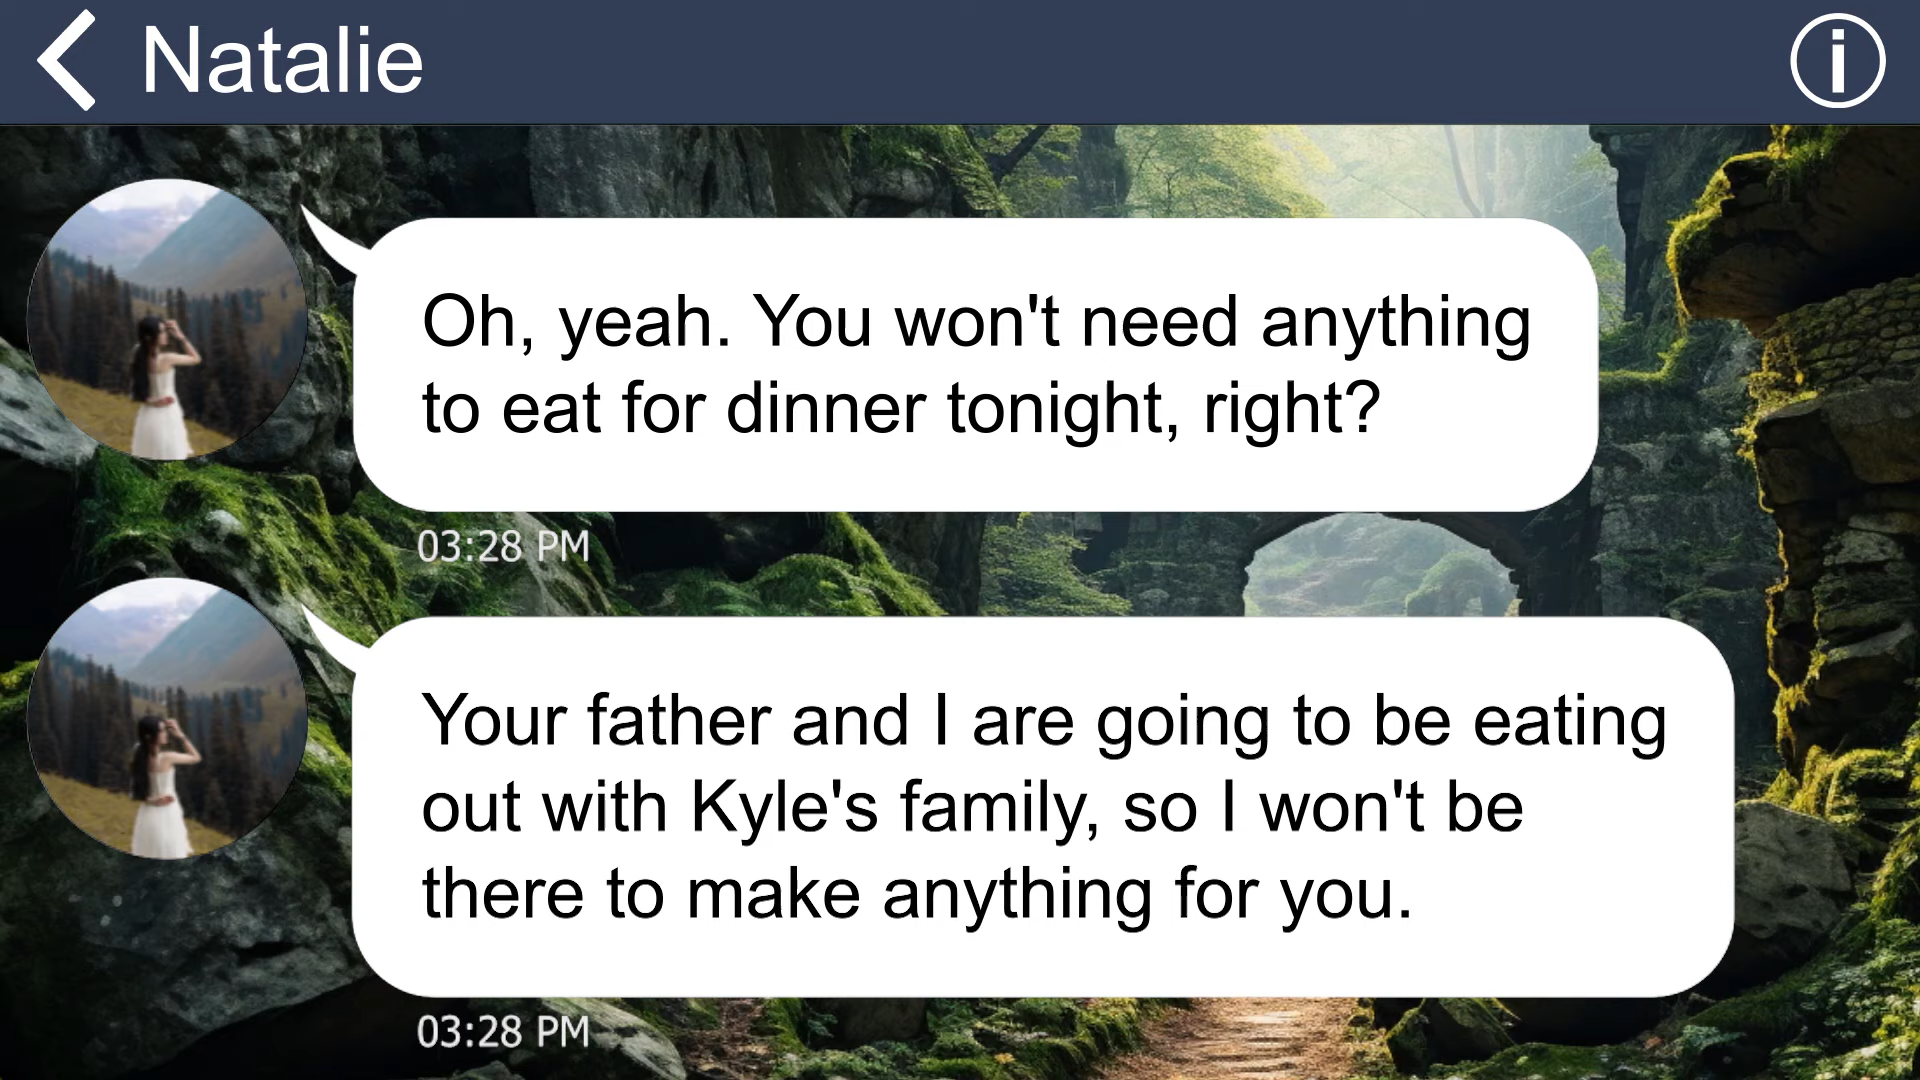 Natalie
Oh, yeah. You won't need anything
to eat for dinner tonight, right?
03:28 PM
Your father and I are going to be eating
out with Kyle's family, so I won't be
there to make anything for you.
03:28 PM